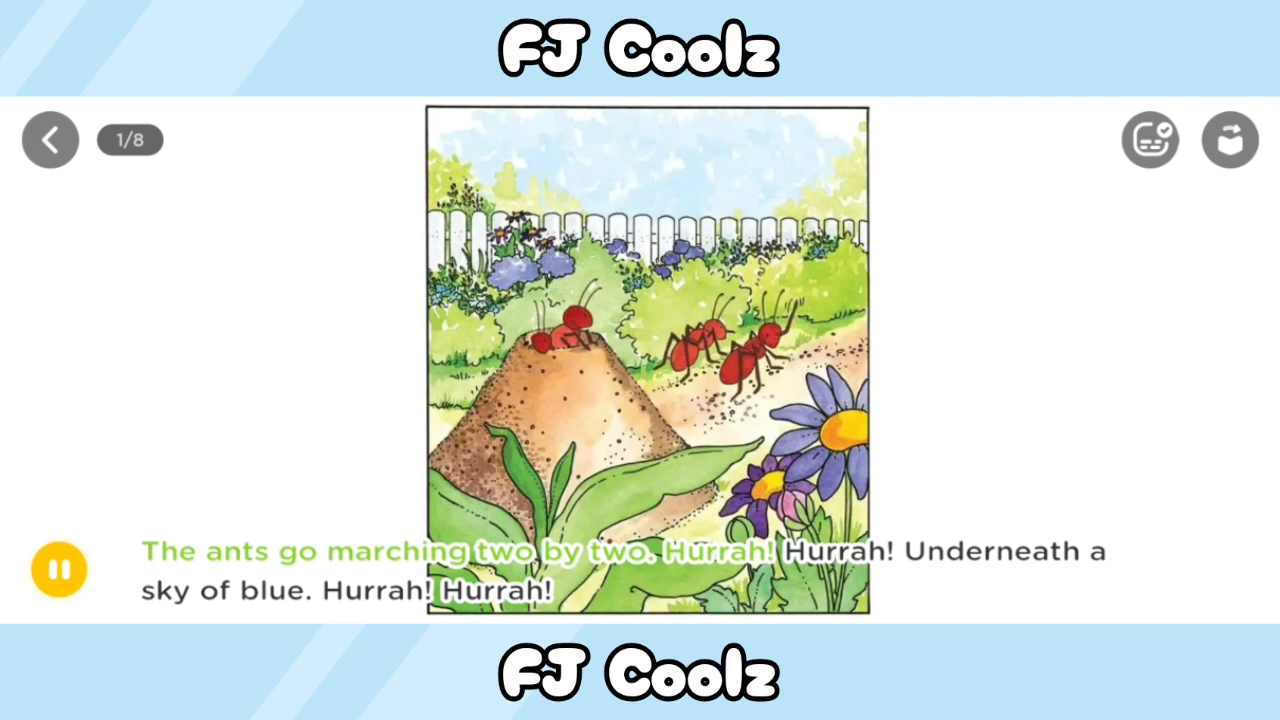 FJ Coolz
1/8
The ants go marching two by two. Hurrah! Hurrah! Underneath a
sky of blue. Hurrah! Hurrah!
FJ Coolz